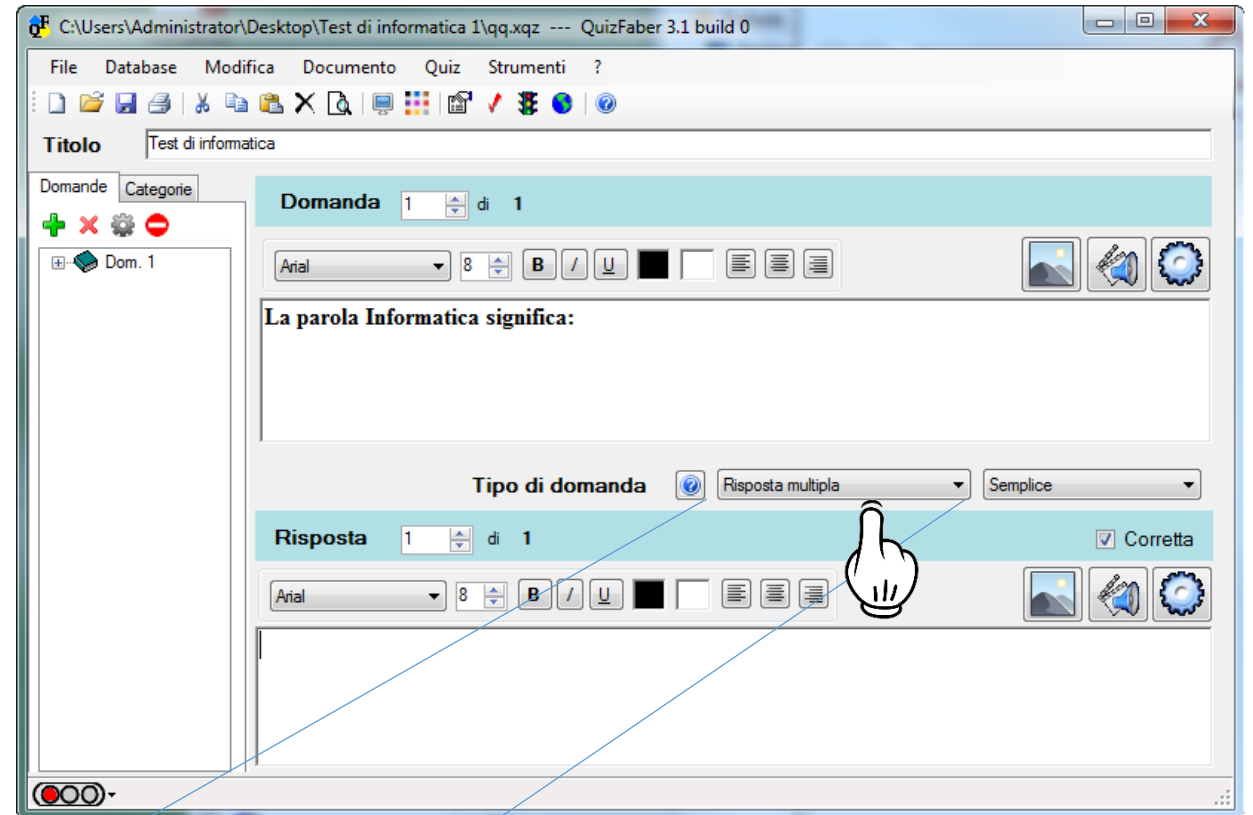 C:\Users\Administrator\Desktop\Test di informatica 1\qq.xqz --- QuizFaber 3.1 build 0
File Database Modifica Documento Quiz Strumenti ?
Titolo Test di informatica
Domande Categorie
Domanda 1 di 1
Dom. 1
Arial 8 B I U
La parola Informatica significa:
Tipo di domanda Risposta multipla Semplice
Risposta 1 di 1 Corretta
Arial 8 B I U